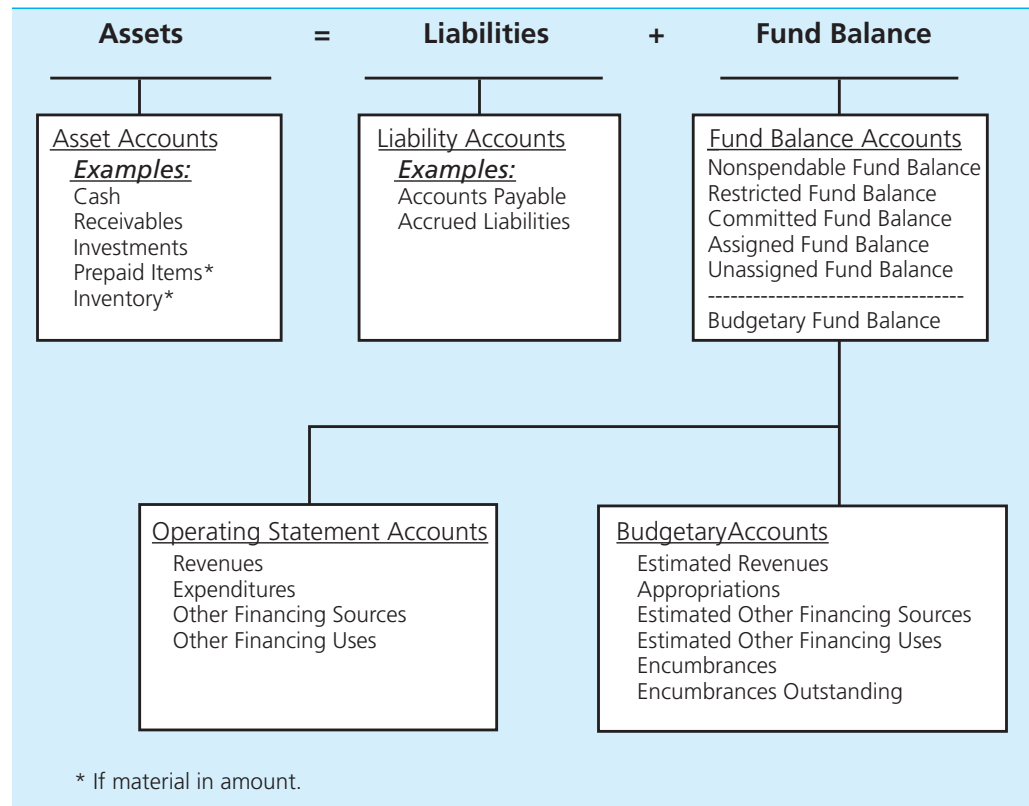 Assets = Liabilities + Fund Balance
Asset Accounts
Examples:
Cash
Receivables
Investments
Prepaid Items*
Inventory*
Liability Accounts
Examples:
Accounts Payable
Accrued Liabilities
Fund Balance Accounts
Nonspendable Fund Balance
Restricted Fund Balance
Committed Fund Balance
Assigned Fund Balance
Unassigned Fund Balance
----------------------------------
Budgetary Fund Balance
Operating Statement Accounts
Revenues
Expenditures
Other Financing Sources
Other Financing Uses
BudgetaryAccounts
Estimated Revenues
Appropriations
Estimated Other Financing Sources
Estimated Other Financing Uses
Encumbrances
Encumbrances Outstanding
* If material in amount.